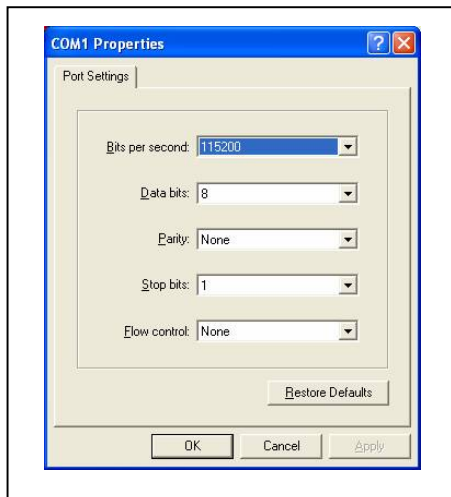 COM1 Properties
Port Settings
Bits per second: 115200
Data bits: 8
Parity: None
Stop bits: 1
Flow control: None
Restore Defaults
OK Cancel Apply